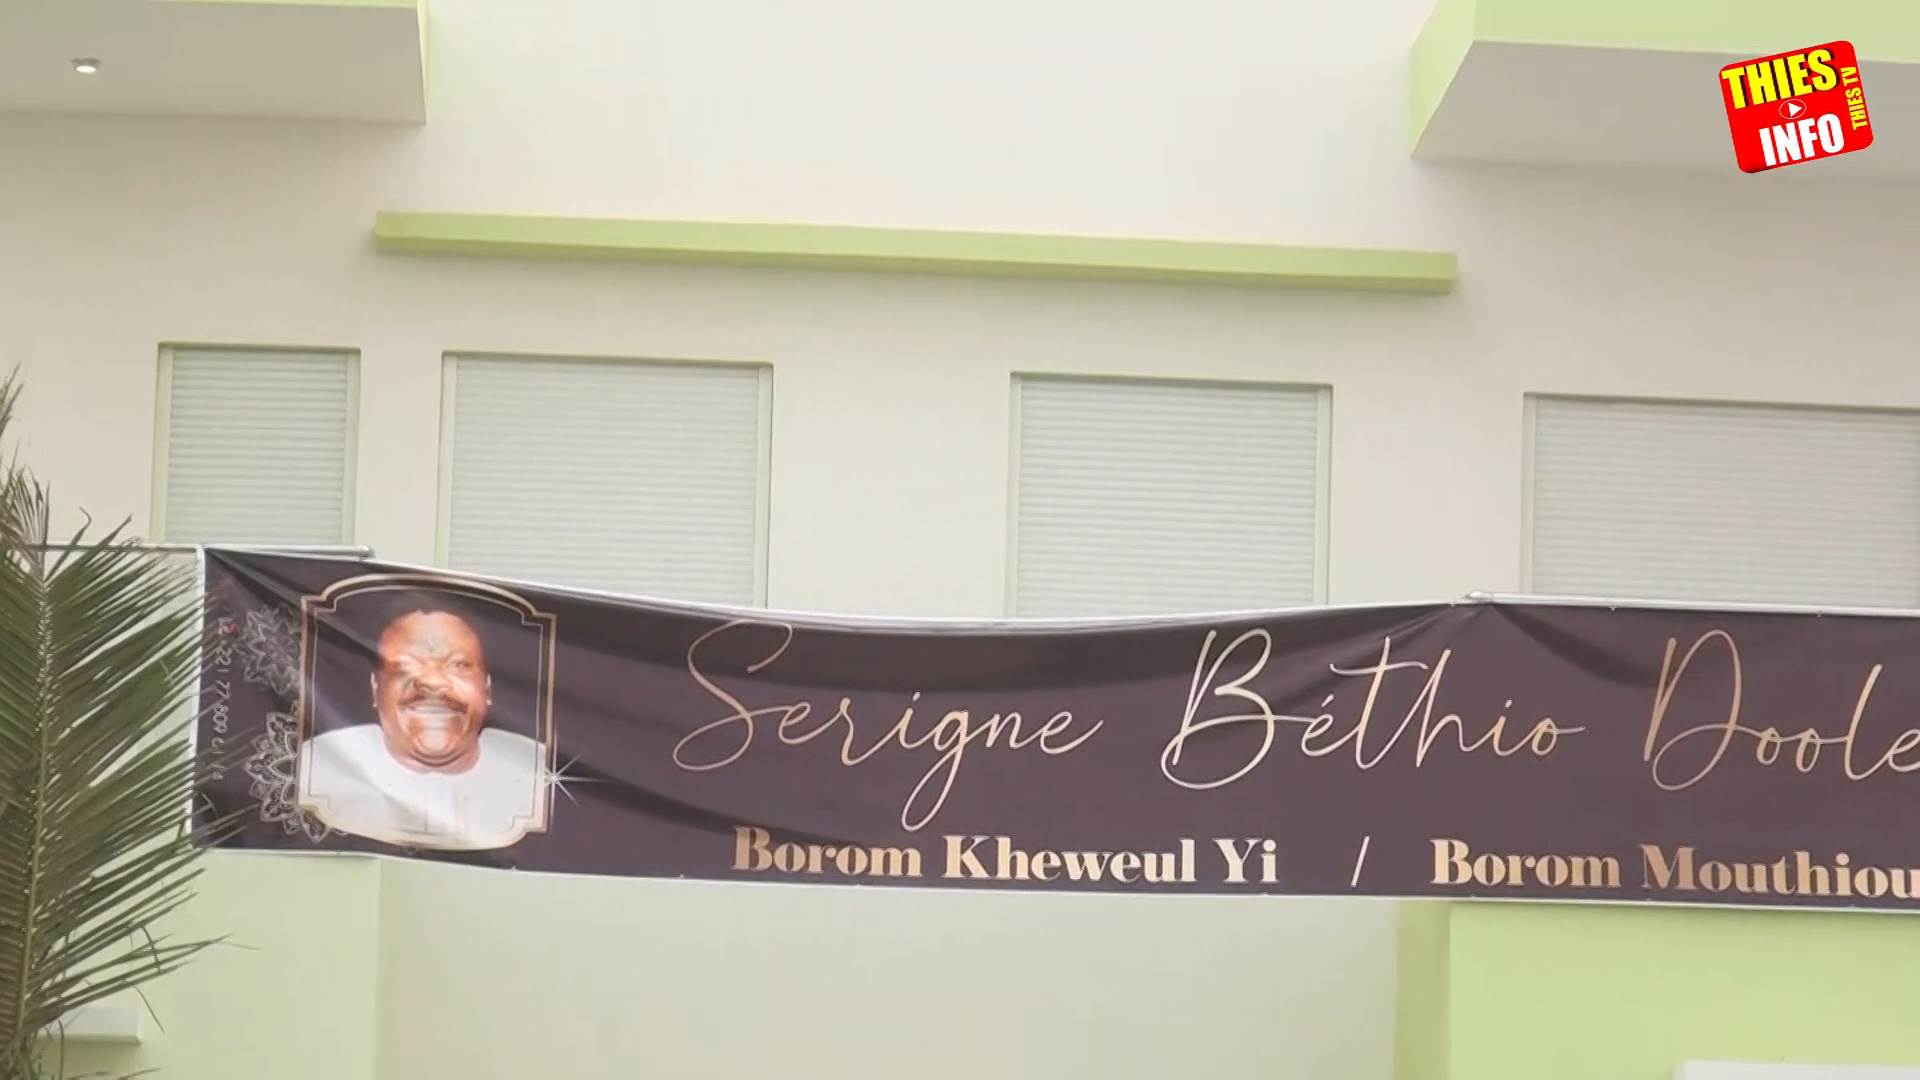 THIES
INFO
THIES TV
Serigne Béthio Doole
Borom Kheweul Yi / Borom Mouthiou